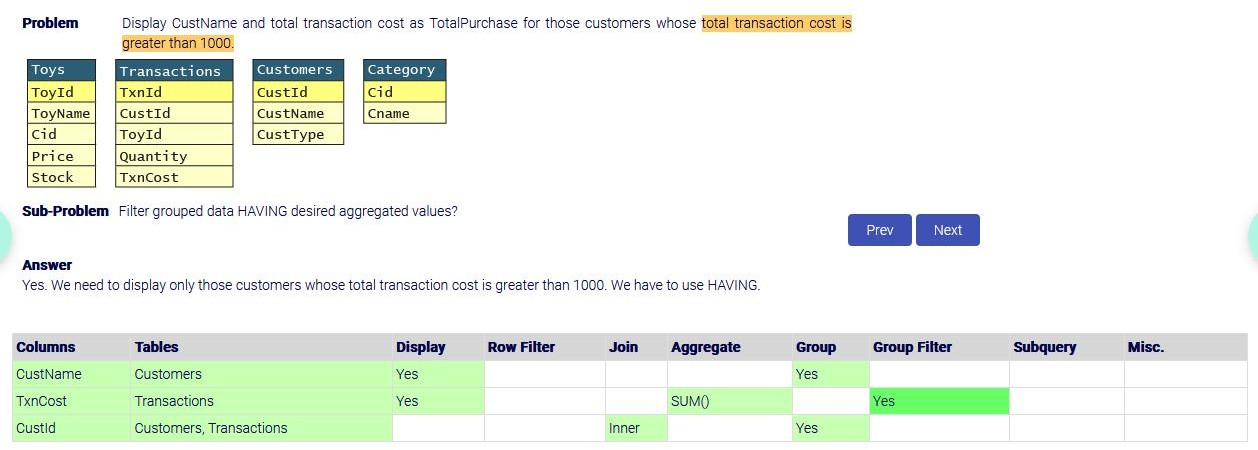 Problem Display CustName and total transaction cost as TotalPurchase for those customers whose total transaction cost is
greater than 1000.
Toys Transactions Customers Category
ToyId TxnId CustId Cid
ToyName CustId CustName Cname
Cid ToyId CustType
Price Quantity
Stock TxnCost
Sub-Problem Filter grouped data HAVING desired aggregated values?
Prev Next
Answer
Yes. We need to display only those customers whose total transaction cost is greater than 1000. We have to use HAVING.
Columns Tables Display Row Filter Join Aggregate Group Group Filter Subquery Misc.
CustName Customers Yes Yes
TxnCost Transactions Yes SUM() Yes
CustId Customers, Transactions Inner Yes